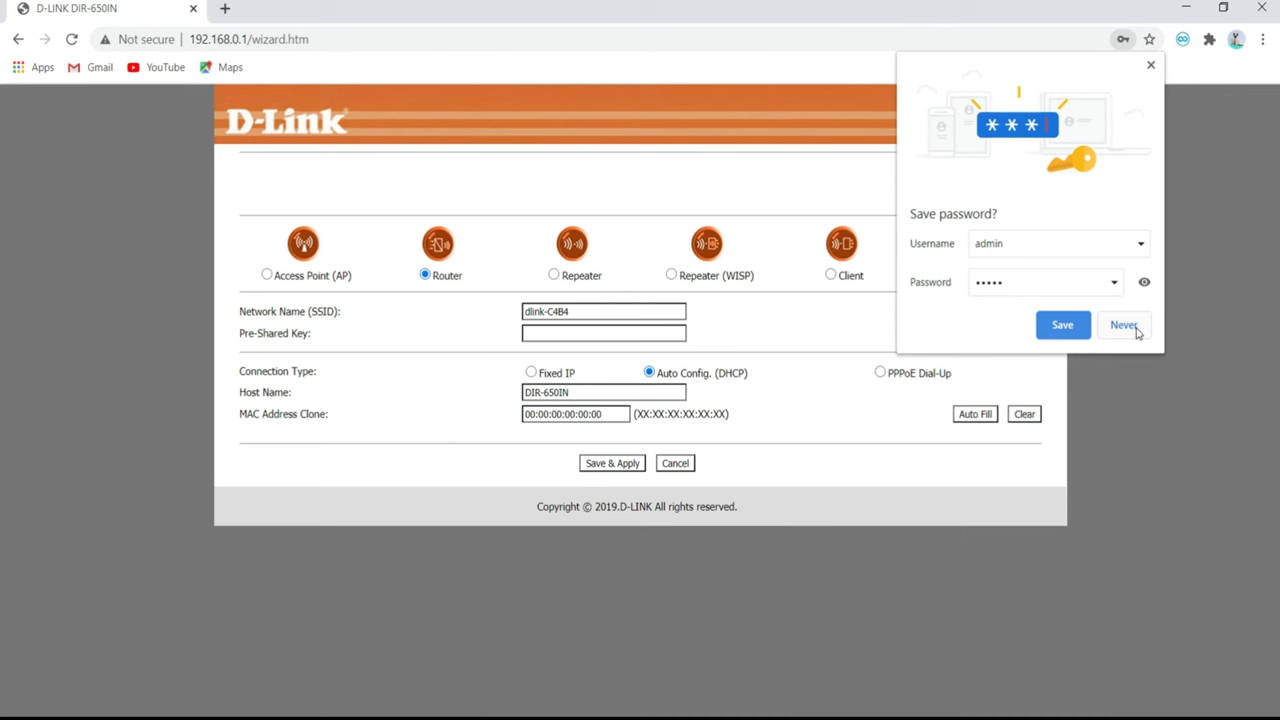 D-LINK DIR-650IN
Not secure | 192.168.0.1/wizard.htm
Apps Gmail YouTube Maps
D-Link
* * *
Save password?
Username admin
Password •••••
Save Never
Access Point (AP) Router Repeater Repeater (WISP) Client
Network Name (SSID): dlink-C4B4
Pre-Shared Key:
Connection Type: Fixed IP Auto Config. (DHCP) PPPoE Dial-Up
Host Name: DIR-650IN
MAC Address Clone: 00:00:00:00:00:00 (XX:XX:XX:XX:XX:XX) Auto Fill Clear
Save & Apply Cancel
Copyright © 2019.D-LINK All rights reserved.